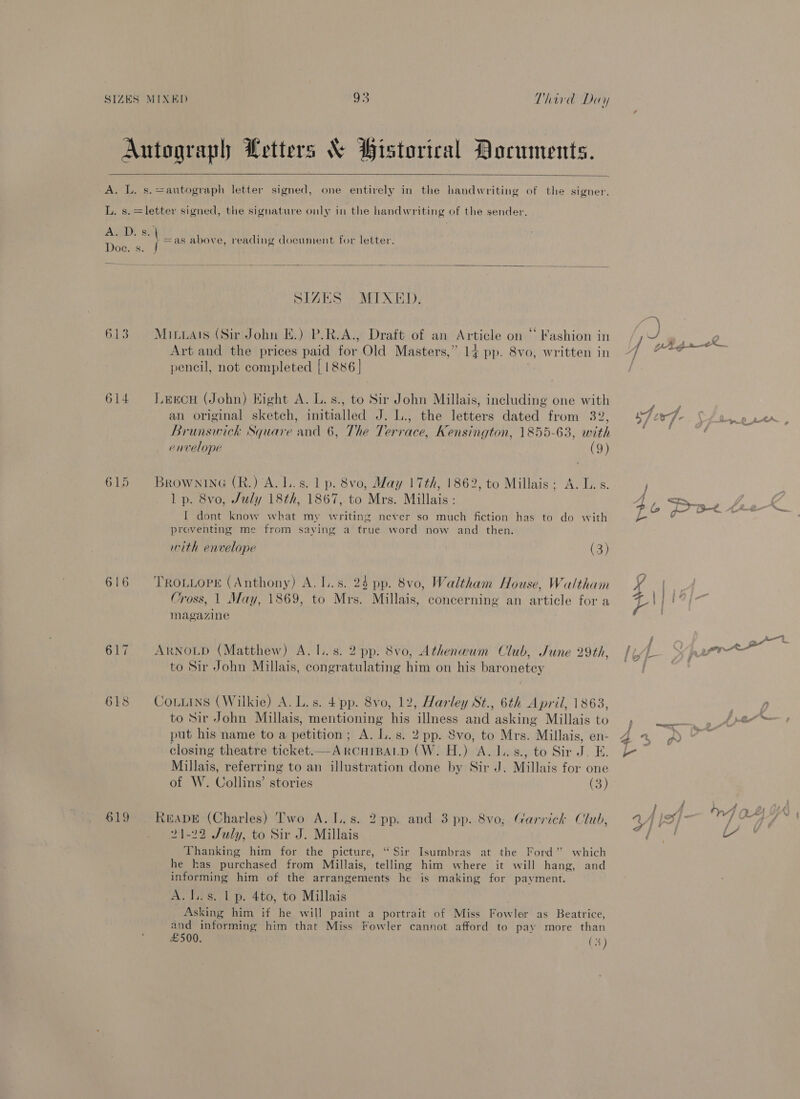 SIZES MIXED 93 Third Day
Autograph Letters & Historical Documents.
A. L. s.=autograph letter signed, one entirely in the handwriting of the signer.
L. s.=letter signed, the signature only in the handwriting of the sender.
A. D. s. }
Doc. s. } =as above, reading document for letter.
SIZES MIXED.
613 MILLAIS (Sir John E.) P.R.A., Draft of an Article on “Fashion in
Art and the prices paid for Old Masters,” 1¼ pp. 8vo, written in
pencil, not completed [1886]
614 LEECH (John) Eight A. L. s., to Sir John Millais, including one with
an original sketch, initialled J. L., the letters dated from 32,
Brunswick Square and 6, The Terrace, Kensington, 1855-63, with
envelope (9)
615 BROWNING (R.) A. L. s. 1 p. 8vo, May 17th, 1862, to Millais; A. L. s.
1 p. 8vo, July 18th, 1867, to Mrs. Millais:
I dont know what my writing never so much fiction has to do with
preventing me from saying a true word now and then.
with envelope (3)
616 TROLLOPE (Anthony) A. L. s. 2¾ pp. 8vo, Waltham House, Waltham
Cross, 1 May, 1869, to Mrs. Millais, concerning an article for a
magazine
617 ARNOLD (Matthew) A. L. s. 2 pp. 8vo, Athenæum Club, June 29th,
to Sir John Millais, congratulating him on his baronetcy
618 COLLINS (Wilkie) A. L. s. 4 pp. 8vo, 12, Harley St., 6th April, 1863,
to Sir John Millais, mentioning his illness and asking Millais to
put his name to a petition; A. L. s. 2 pp. 8vo, to Mrs. Millais, en-
closing theatre ticket.—ARCHIBALD (W. H.) A. L. s., to Sir J. E.
Millais, referring to an illustration done by Sir J. Millais for one
of W. Collins’ stories (3)
619 READE (Charles) Two A. L. s. 2 pp. and 3 pp. 8vo, Garrick Club,
21-22 July, to Sir J. Millais
Thanking him for the picture, “Sir Isumbras at the Ford” which
he has purchased from Millais, telling him where it will hang, and
informing him of the arrangements he is making for payment.
A. L. s. 1 p. 4to, to Millais
Asking him if he will paint a portrait of Miss Fowler as Beatrice,
and informing him that Miss Fowler cannot afford to pay more than
£500. (3)